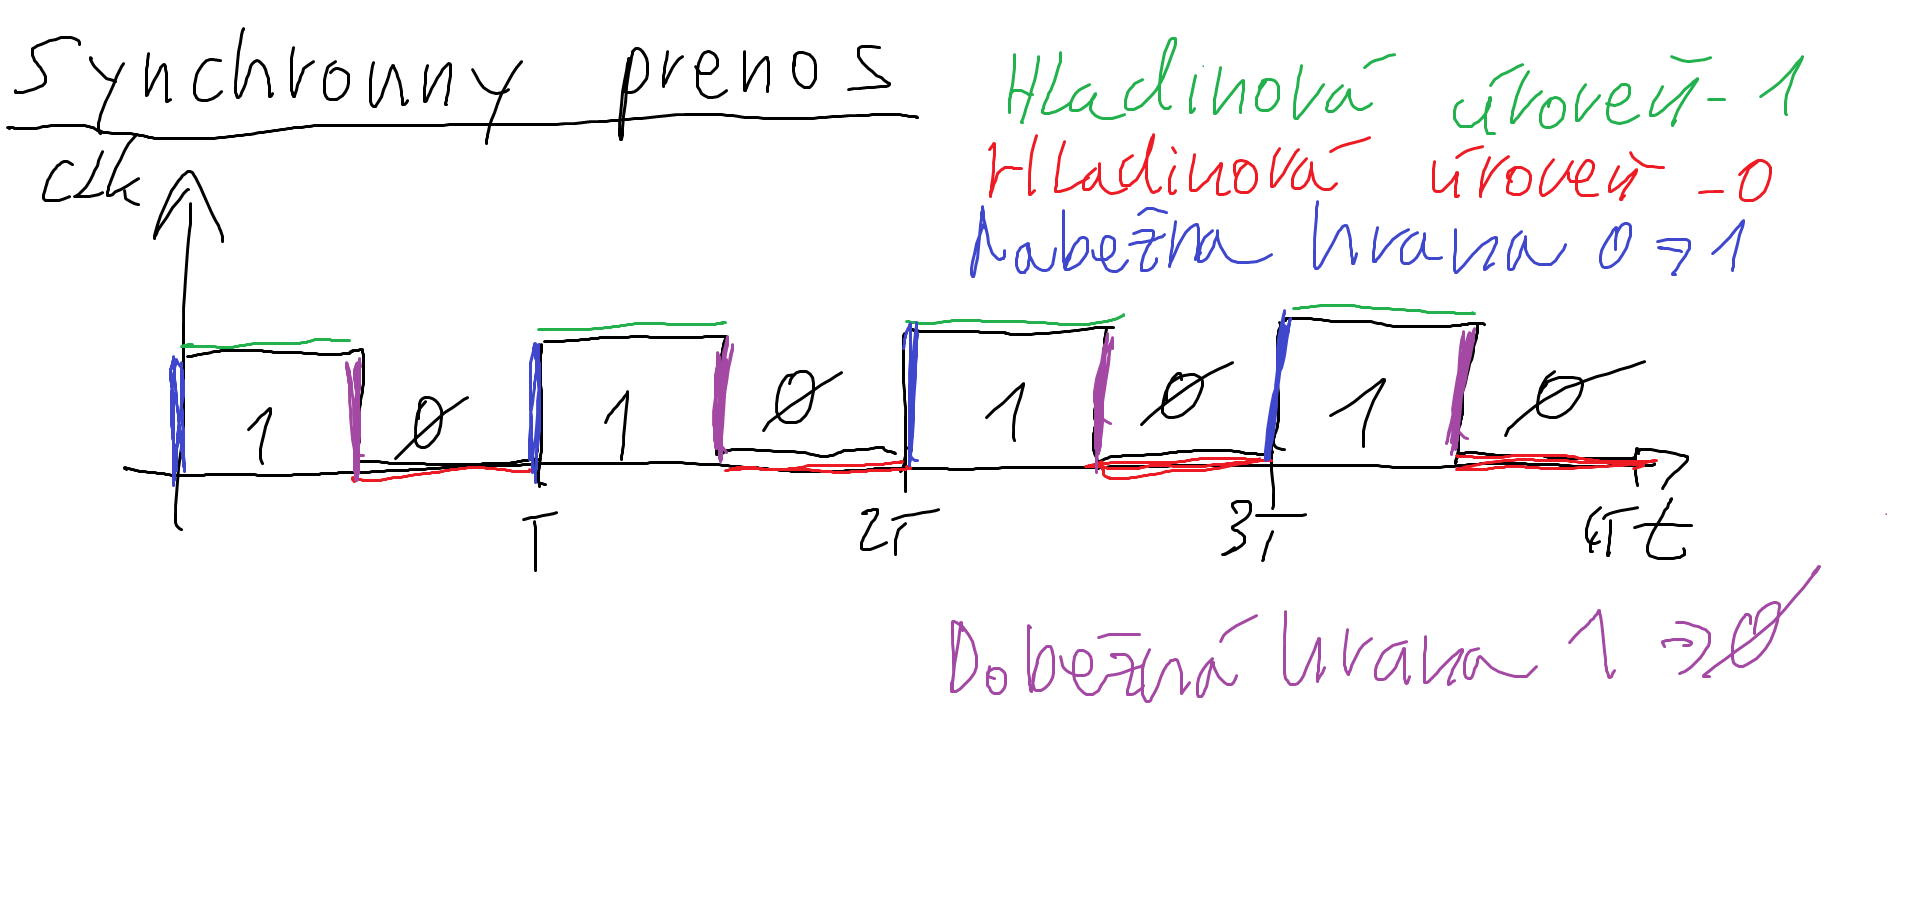 Synchronny prenos
Hladinová úroveň - 1
Hladinová úroveň - 0
Nabežna hrana 0 → 1
Clk
1 0 1 0 1 0 1 0
T 2T 3T 4T t
Dobežná hrana 1 → 0